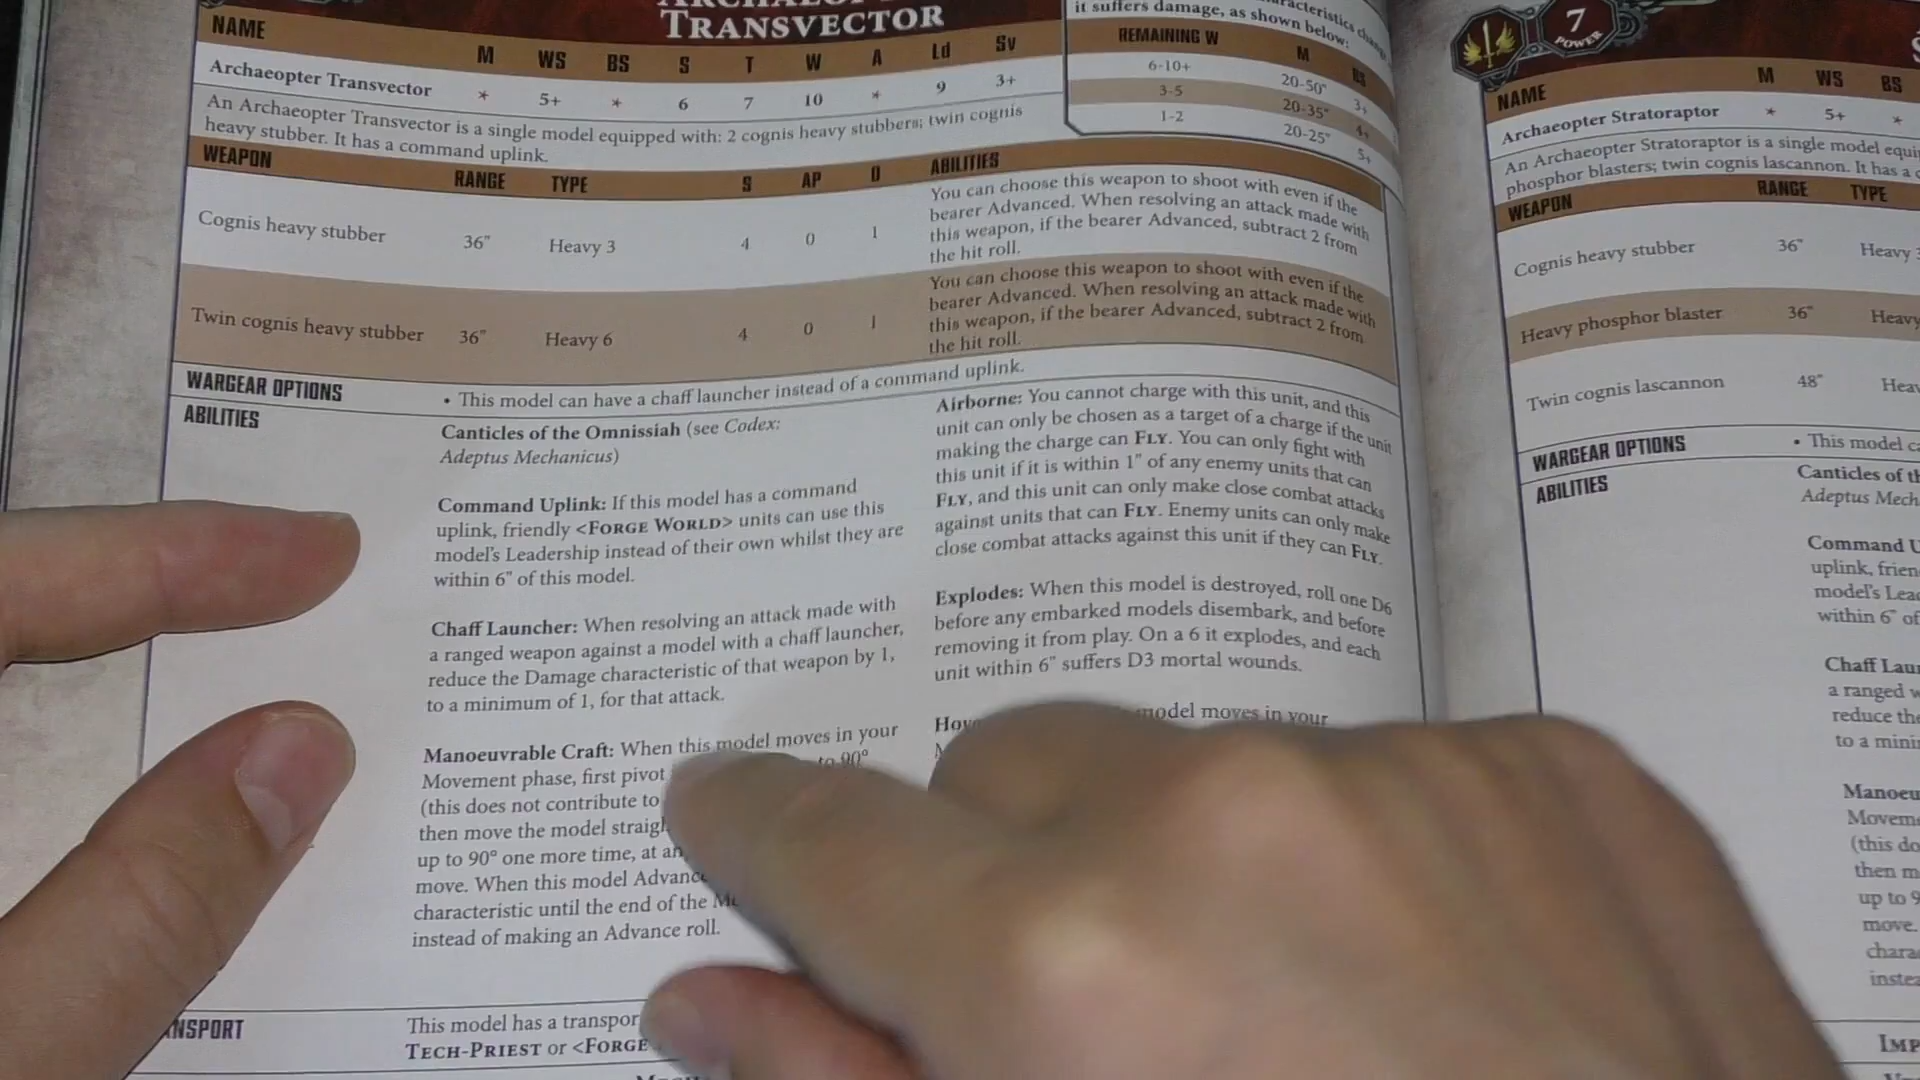 TRANSVECTOR
NAME M WS BS S T W A Ld Sv
Archaeopter Transvector * 5+ * 6 7 10 * 9 3+
An Archaeopter Transvector is a single model equipped with: 2 cognis heavy stubbers; twin cognis
heavy stubber. It has a command uplink.
it suffers damage, as shown below:
REMAINING W M BS
6-10+ 20-50" 3+
3-5 20-35" 4+
1-2 20-25" 5+
WEAPON RANGE TYPE S AP D ABILITIES
Cognis heavy stubber 36" Heavy 3 4 0 1
You can choose this weapon to shoot with even if the
bearer Advanced. When resolving an attack made with
this weapon, if the bearer Advanced, subtract 2 from
the hit roll.
Twin cognis heavy stubber 36" Heavy 6 4 0 1
You can choose this weapon to shoot with even if the
bearer Advanced. When resolving an attack made with
this weapon, if the bearer Advanced, subtract 2 from
the hit roll.
WARGEAR OPTIONS • This model can have a chaff launcher instead of a command uplink.
ABILITIES
Canticles of the Omnissiah (see Codex:
Adeptus Mechanicus)
Command Uplink: If this model has a command
uplink, friendly <FORGE WORLD> units can use this
model's Leadership instead of their own whilst they are
within 6" of this model.
Chaff Launcher: When resolving an attack made with
a ranged weapon against a model with a chaff launcher,
reduce the Damage characteristic of that weapon by 1,
to a minimum of 1, for that attack.
Manoeuvrable Craft: When this model moves in your
Movement phase, first pivot to 90°
(this does not contribute to
then move the model
up to 90° one more time, at
move. When this model
characteristic until the end of the
instead of making an Advance roll.
Airborne: You cannot charge with this unit, and this
unit can only be chosen as a target of a charge if the unit
making the charge can FLY. You can only fight with
this unit if it is within 1" of any enemy units that can
FLY, and this unit can only make close combat attacks
against units that can FLY. Enemy units can only make
close combat attacks against this unit if they can FLY.
Explodes: When this model is destroyed, roll one D6
before any embarked models disembark, and before
removing it from play. On a 6 it explodes, and each
unit within 6" suffers D3 mortal wounds.
model moves in your
This model has a
TECH-PRIEST or <FORGE
7
POWER
NAME M WS BS
Archaeopter Stratoraptor * 5+ *
An Archaeopter Stratoraptor is a single model
phosphor blasters; twin cognis lascannon. It has a
WEAPON RANGE TYPE
Cognis heavy stubber 36" Heavy
Heavy phosphor blaster 36" Heavy
Twin cognis lascannon 48"
WARGEAR OPTIONS • This model
ABILITIES
Canticles of
Adeptus
Command
uplink,
model's
within 6" of
Chaff
a ranged
reduce the
to a
(this
then
up to
move.